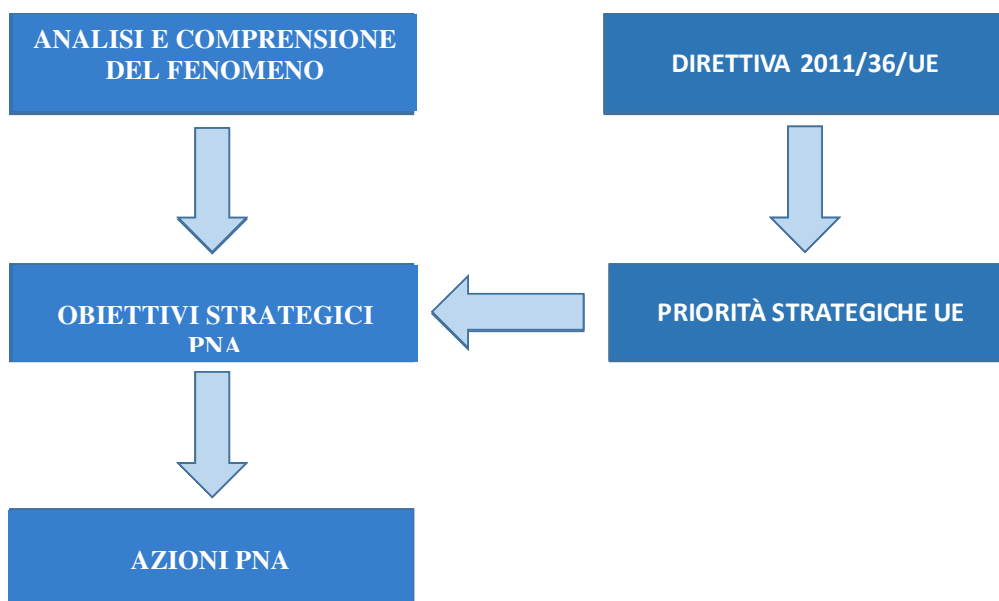 ANALISI E COMPRENSIONE
DEL FENOMENO
DIRETTIVA 2011/36/UE
OBIETTIVI STRATEGICI
PNA
PRIORITÀ STRATEGICHE UE
AZIONI PNA